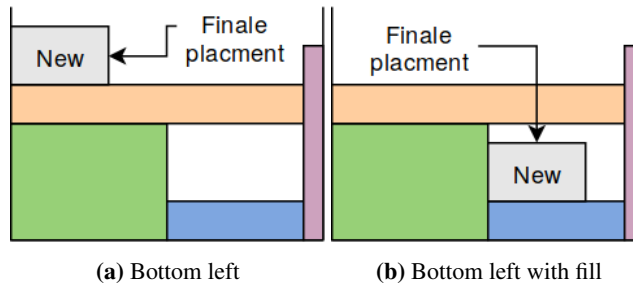 New
Finale
placment
Finale
placment
New
(a) Bottom left
(b) Bottom left with fill